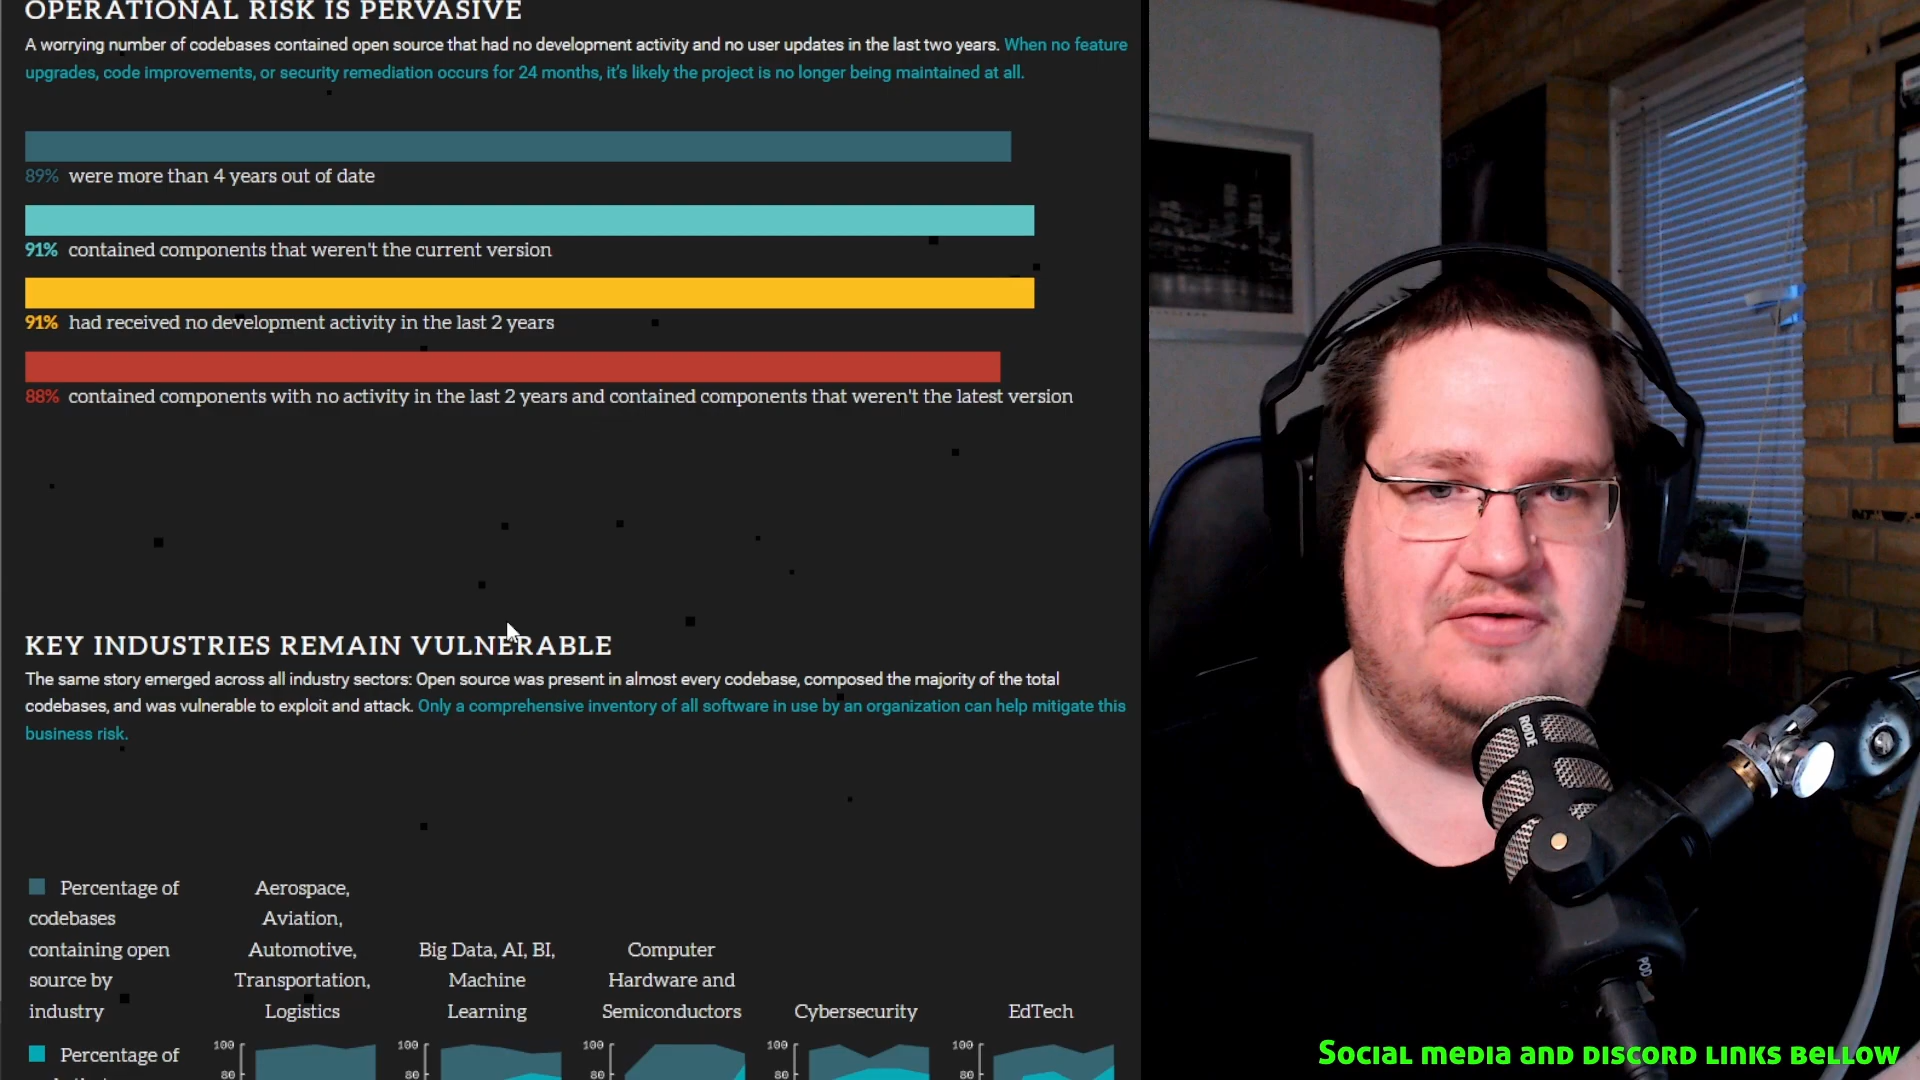 OPERATIONAL RISK IS PERVASIVE
A worrying number of codebases contained open source that had no development activity and no user updates in the last two years. When no feature
upgrades, code improvements, or security remediation occurs for 24 months, it's likely the project is no longer being maintained at all.
89% were more than 4 years out of date
91% contained components that weren't the current version
91% had received no development activity in the last 2 years
88% contained components with no activity in the last 2 years and contained components that weren't the latest version
KEY INDUSTRIES REMAIN VULNERABLE
The same story emerged across all industry sectors: Open source was present in almost every codebase, composed the majority of the total
codebases, and was vulnerable to exploit and attack. Only a comprehensive inventory of all software in use by an organization can help mitigate this
business risk.
Percentage of
codebases
containing open
source by
industry
Aerospace,
Aviation,
Automotive,
Transportation,
Logistics
Big Data, AI, BI,
Machine
Learning
Computer
Hardware and
Semiconductors
Cybersecurity
EdTech
Percentage of
100
80
100
80
100
80
100
80
100
80
RØDE
POD
Social media and discord links bellow